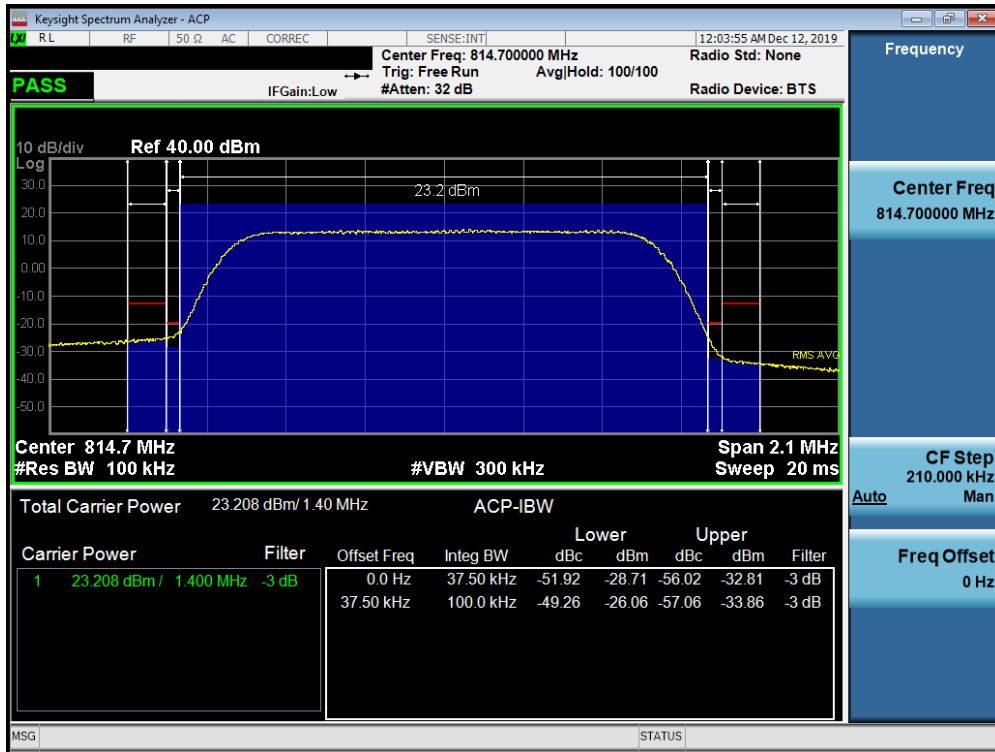 Keysight Spectrum Analyzer - ACP
LXI RL RF 50 Ω AC CORREC SENSE:INT 12:03:55 AM Dec 12, 2019
Center Freq: 814.700000 MHz Radio Std: None
Trig: Free Run Avg|Hold: 100/100
PASS IFGain:Low #Atten: 32 dB Radio Device: BTS
10 dB/div Ref 40.00 dBm
Log
30.0
23.2 dBm
20.0
10.0
0.00
-10.0
-20.0
-30.0
RMS AVG
-40.0
-50.0
Center 814.7 MHz Span 2.1 MHz
#Res BW 100 kHz #VBW 300 kHz Sweep 20 ms
Total Carrier Power 23.208 dBm/ 1.40 MHz ACP-IBW
Lower Upper
Carrier Power Filter Offset Freq Integ BW dBc dBm dBc dBm Filter
1 23.208 dBm / 1.400 MHz -3 dB 0.0 Hz 37.50 kHz -51.92 -28.71 -56.02 -32.81 -3 dB
37.50 kHz 100.0 kHz -49.26 -26.06 -57.06 -33.86 -3 dB
MSG STATUS
Frequency
Center Freq
814.700000 MHz
CF Step
210.000 kHz
Auto Man
Freq Offset
0 Hz